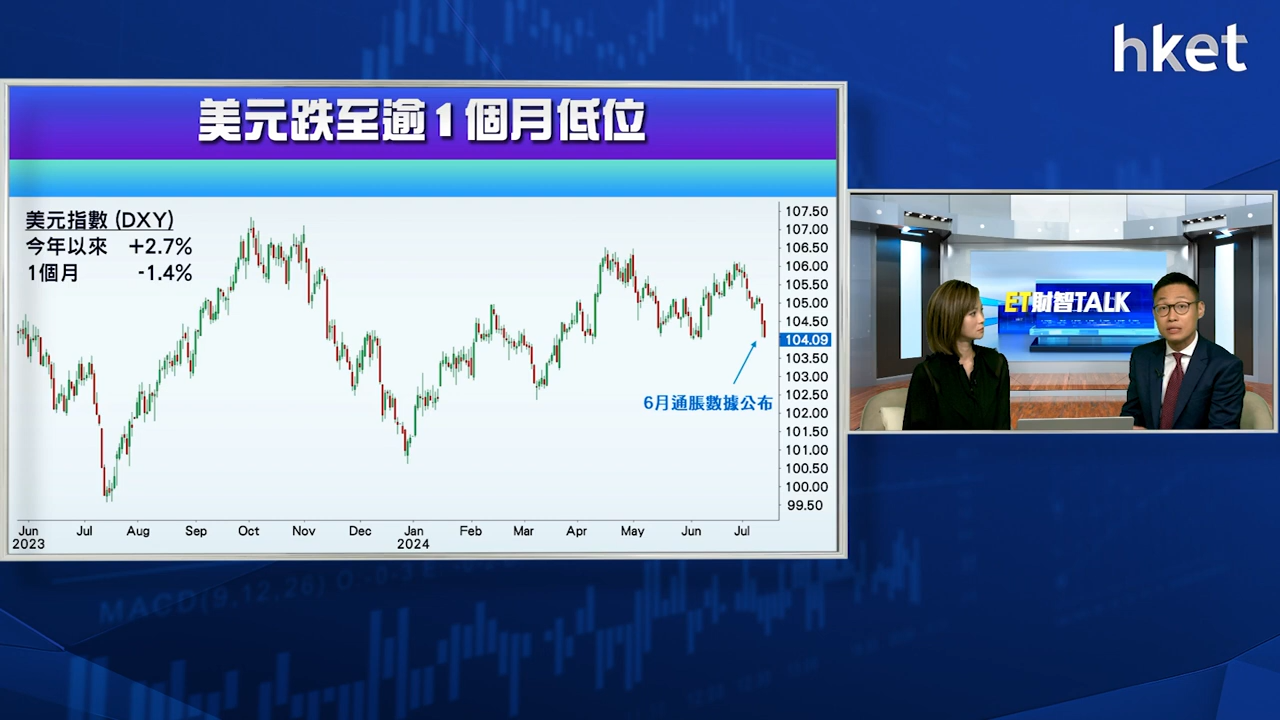 hket
美元跌至逾1個月低位
美元指數 (DXY)
今年以來 +2.7%
1個月 -1.4%
107.50
107.00
106.50
106.00
105.50
105.00
104.50
104.09
103.50
103.00
102.50
102.00
101.50
101.00
100.50
100.00
99.50
6月通脹數據公布
Jun Jul Aug Sep Oct Nov Dec Jan Feb Mar Apr May Jun Jul
2023 2024
ET財智TALK
MACD(9,12,26)